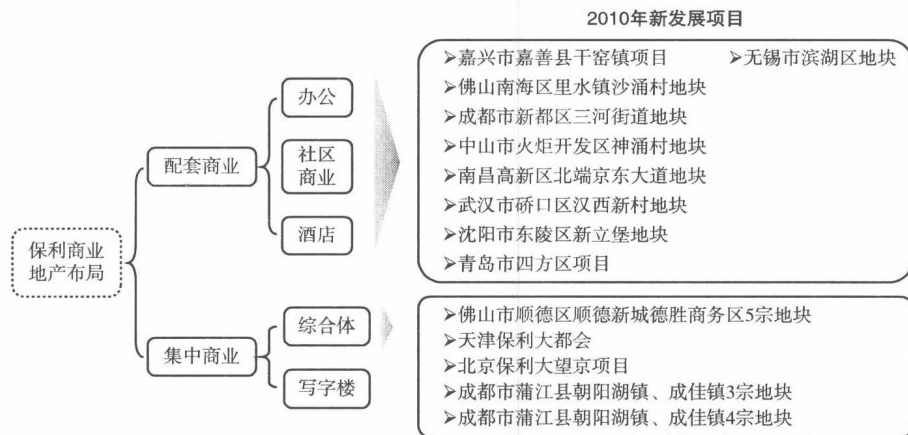 2010年新发展项目
保利商业
地产布局
配套商业
办公
社区
商业
酒店
➢嘉兴市嘉善县干窑镇项目 ➢无锡市滨湖区地块
➢佛山南海区里水镇沙涌村地块
➢成都市新都区三河街道地块
➢中山市火炬开发区神涌村地块
➢南昌高新区北端京东大道地块
➢武汉市硚口区汉西新村地块
➢沈阳市东陵区新立堡地块
➢青岛市四方区项目
集中商业
综合体
写字楼
➢佛山市顺德区顺德新城德胜商务区5宗地块
➢天津保利大都会
➢北京保利大望京项目
➢成都市蒲江县朝阳湖镇、成佳镇3宗地块
➢成都市蒲江县朝阳湖镇、成佳镇4宗地块